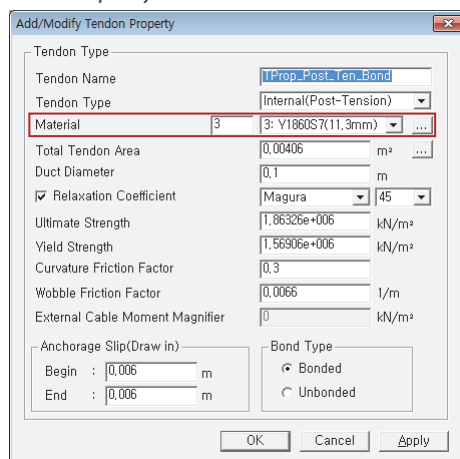 Add/Modify Tendon Property
Tendon Type
Tendon Name TProp_Post_Ten_Bond
Tendon Type Internal(Post-Tension)
Material 3 3: Y1860S7(11,3mm) ...
Total Tendon Area 0,00406 m² ...
Duct Diameter 0,1 m
Relaxation Coefficient Magura 45
Ultimate Strength 1,86326e+006 kN/m²
Yield Strength 1,56906e+006 kN/m²
Curvature Friction Factor 0,3
Wobble Friction Factor 0,0066 1/m
External Cable Moment Magnifier 0 kN/m²
Anchorage Slip(Draw in) Bond Type
Begin : 0,006 m Bonded
End : 0,006 m Unbonded
OK Cancel Apply